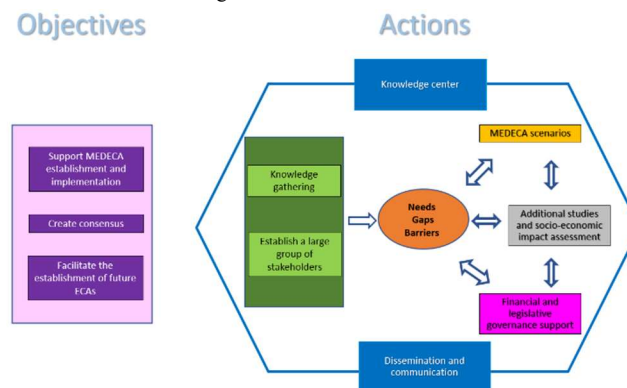 Objectives
Actions
Knowledge center
MEDECA scenarios
Support MEDECA
establishment and
implementation
Knowledge
gathering
Needs
Gaps
Barriers
Create consensus
Additional studies
and socio-economic
impact assessment
Establish a large
group of
stakeholders
Facilitate the
establishment of future
ECAs
Financial and
legislative
governance support
Dissemination and
communication